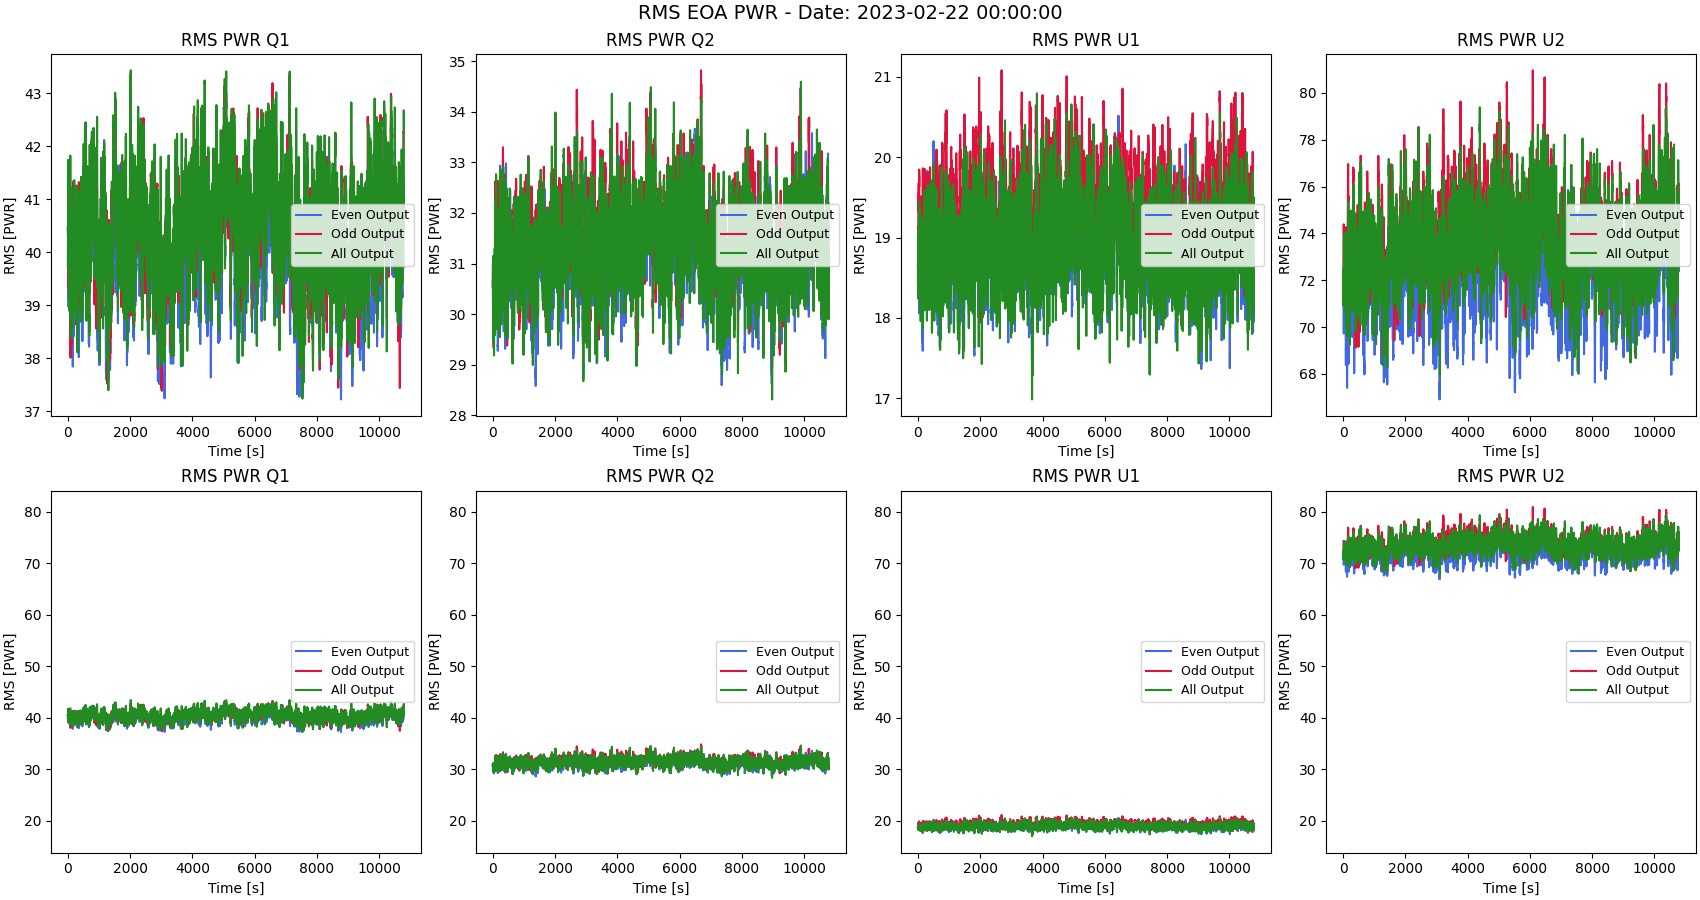 RMS EOA PWR - Date: 2023-02-22 00:00:00
RMS PWR Q1
RMS [PWR]
43
42
41
40
39
38
37
0 2000 4000 6000 8000 10000
Time [s]
Even Output
Odd Output
All Output
RMS PWR Q2
RMS [PWR]
35
34
33
32
31
30
29
28
0 2000 4000 6000 8000 10000
Time [s]
Even Output
Odd Output
All Output
RMS PWR U1
RMS [PWR]
21
20
19
18
17
0 2000 4000 6000 8000 10000
Time [s]
Even Output
Odd Output
All Output
RMS PWR U2
RMS [PWR]
80
78
76
74
72
70
68
0 2000 4000 6000 8000 10000
Time [s]
Even Output
Odd Output
All Output
RMS PWR Q1
RMS [PWR]
80
70
60
50
40
30
20
0 2000 4000 6000 8000 10000
Time [s]
Even Output
Odd Output
All Output
RMS PWR Q2
RMS [PWR]
80
70
60
50
40
30
20
0 2000 4000 6000 8000 10000
Time [s]
Even Output
Odd Output
All Output
RMS PWR U1
RMS [PWR]
80
70
60
50
40
30
20
0 2000 4000 6000 8000 10000
Time [s]
Even Output
Odd Output
All Output
RMS PWR U2
RMS [PWR]
80
70
60
50
40
30
20
0 2000 4000 6000 8000 10000
Time [s]
Even Output
Odd Output
All Output